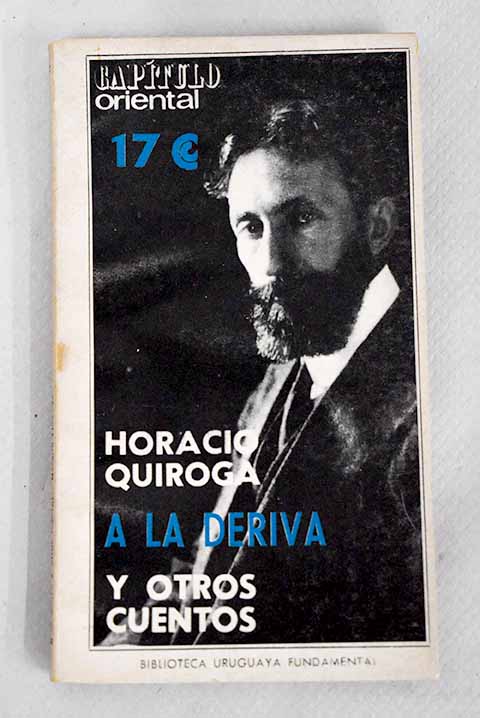 CAPÍTULO
oriental
17
HORACIO
QUIROGA
A LA DERIVA
Y OTROS
CUENTOS
BIBLIOTECA URUGUAYA FUNDAMENTAL